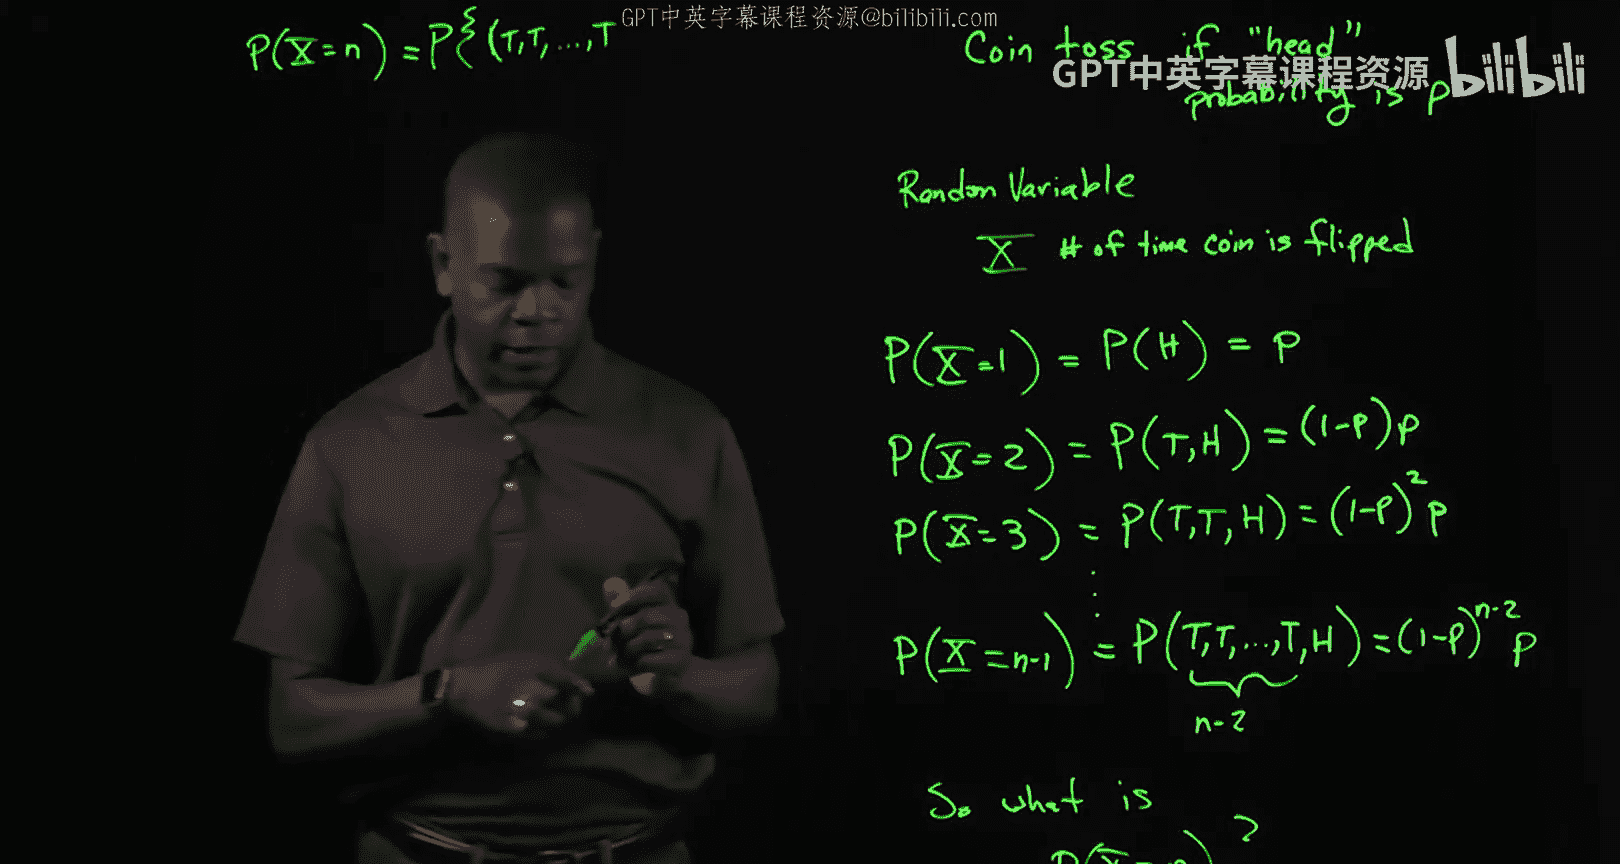 GPT中英字幕课程资源@bilibili.com
GPT中英字幕课程资源 bilibili
P(X=n) = P{(T,T,...,T
Coin toss if "head"
probability is p
Random Variable
X # of time coin is flipped
P(X=1) = P(H) = p
P(X=2) = P(T,H) = (1-p)p
P(X=3) = P(T,T,H) = (1-p)²p
⋮
P(X=n-1) = P(T,T,...,T,H) = (1-p)ⁿ⁻²p
n-2
So what is
P(X=n) ?